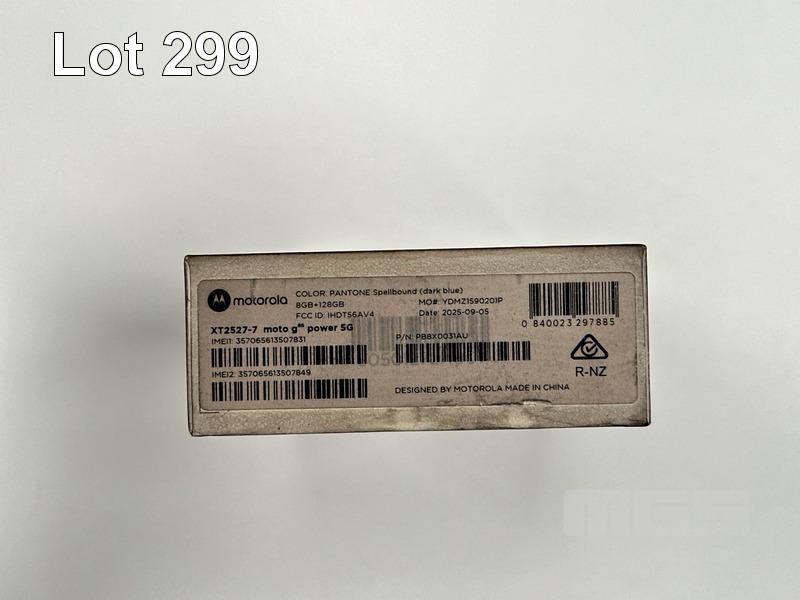 Lot 299
motorola
COLOR: PANTONE Spellbound (dark blue)
8GB+128GB
MO#: YDMZ1590201P
FCC ID: IHDT56AV4
Date: 2025-09-05
0 840023 297885
XT2527-7 moto g⁸⁶ power 5G
IMEI1: 357065613507831
P/N: PB8X0031AU
IMEI2: 357065613507849
R-NZ
DESIGNED BY MOTOROLA MADE IN CHINA